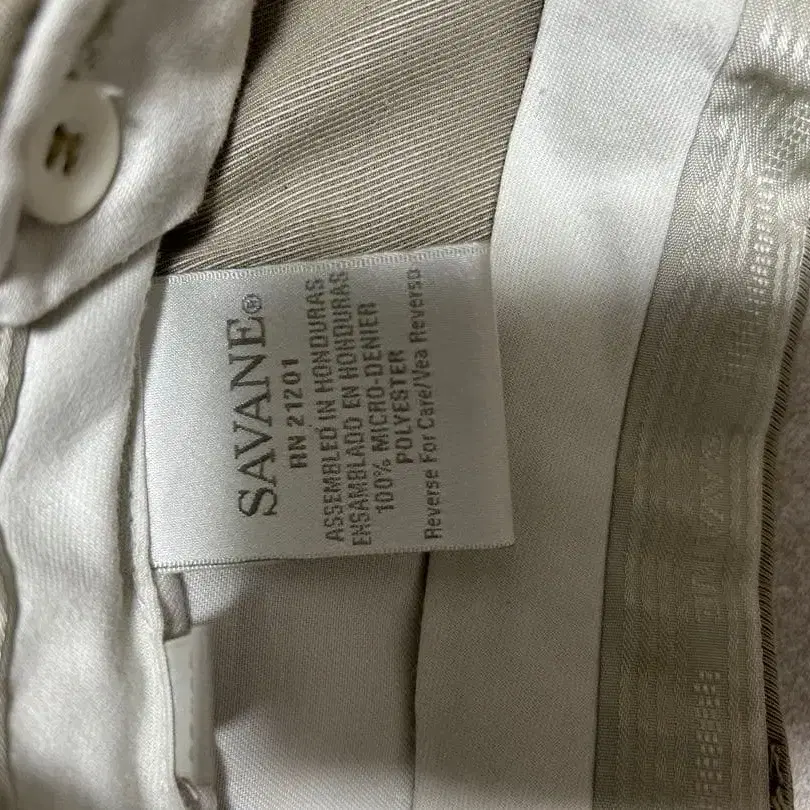 SAVANE®
RN 21201
ASSEMBLED IN HONDURAS
ENSAMBLADO EN HONDURAS
100% MICRO-DENIER
POLYESTER
Reverse For Care/Vea Reverso